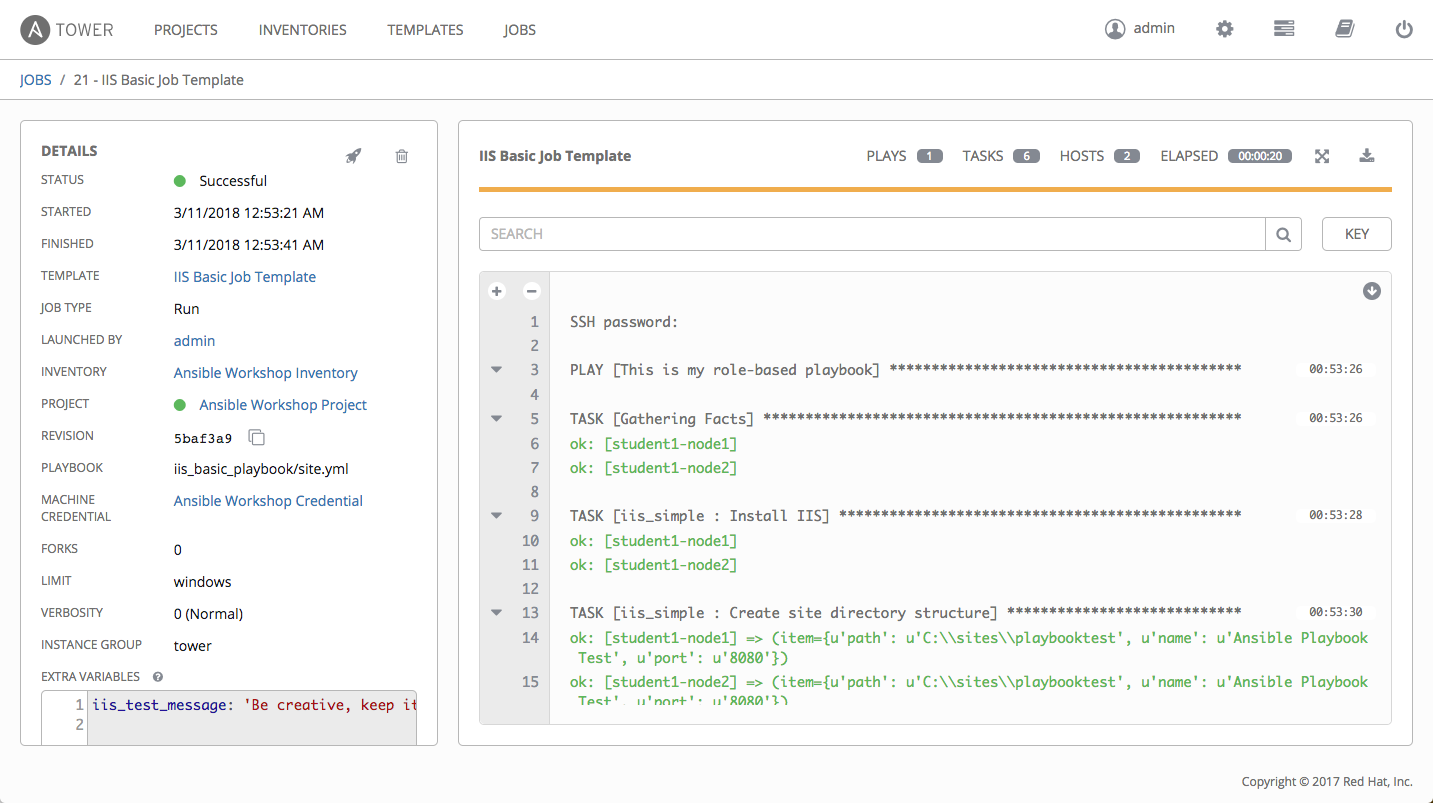 A TOWER PROJECTS INVENTORIES TEMPLATES JOBS admin
JOBS / 21 - IIS Basic Job Template
DETAILS
STATUS Successful
STARTED 3/11/2018 12:53:21 AM
FINISHED 3/11/2018 12:53:41 AM
TEMPLATE IIS Basic Job Template
JOB TYPE Run
LAUNCHED BY admin
INVENTORY Ansible Workshop Inventory
PROJECT Ansible Workshop Project
REVISION 5baf3a9
PLAYBOOK iis_basic_playbook/site.yml
MACHINE CREDENTIAL Ansible Workshop Credential
FORKS 0
LIMIT windows
VERBOSITY 0 (Normal)
INSTANCE GROUP tower
EXTRA VARIABLES ?
1 iis_test_message: 'Be creative, keep it
2
IIS Basic Job Template PLAYS 1 TASKS 6 HOSTS 2 ELAPSED 00:00:20
SEARCH KEY
+ −
1 SSH password:
2
3 PLAY [This is my role-based playbook] ****************************************** 00:53:26
4
5 TASK [Gathering Facts] ********************************************************* 00:53:26
6 ok: [student1-node1]
7 ok: [student1-node2]
8
9 TASK [iis_simple : Install IIS] ************************************************ 00:53:28
10 ok: [student1-node1]
11 ok: [student1-node2]
12
13 TASK [iis_simple : Create site directory structure] **************************** 00:53:30
14 ok: [student1-node1] => (item={u'path': u'C:\\sites\\playbooktest', u'name': u'Ansible Playbook
Test', u'port': u'8080'})
15 ok: [student1-node2] => (item={u'path': u'C:\\sites\\playbooktest', u'name': u'Ansible Playbook
Test', u'port': u'8080'})
Copyright © 2017 Red Hat, Inc.